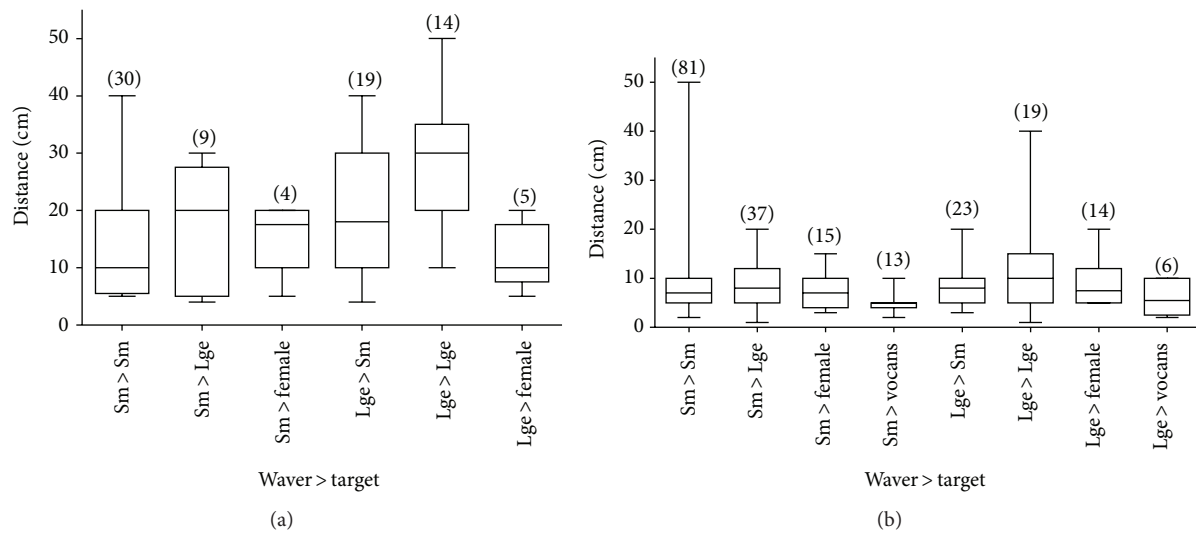 50
40
30
20
10
0
Distance (cm)
(30)
(9)
(4)
(19)
(14)
(5)
Sm > Sm
Sm > Lge
Sm > female
Lge > Sm
Lge > Lge
Lge > female
Waver > target
(a)
50
40
30
20
10
0
Distance (cm)
(81)
(37)
(15)
(13)
(23)
(19)
(14)
(6)
Sm > Sm
Sm > Lge
Sm > female
Sm > vocans
Lge > Sm
Lge > Lge
Lge > female
Lge > vocans
Waver > target
(b)